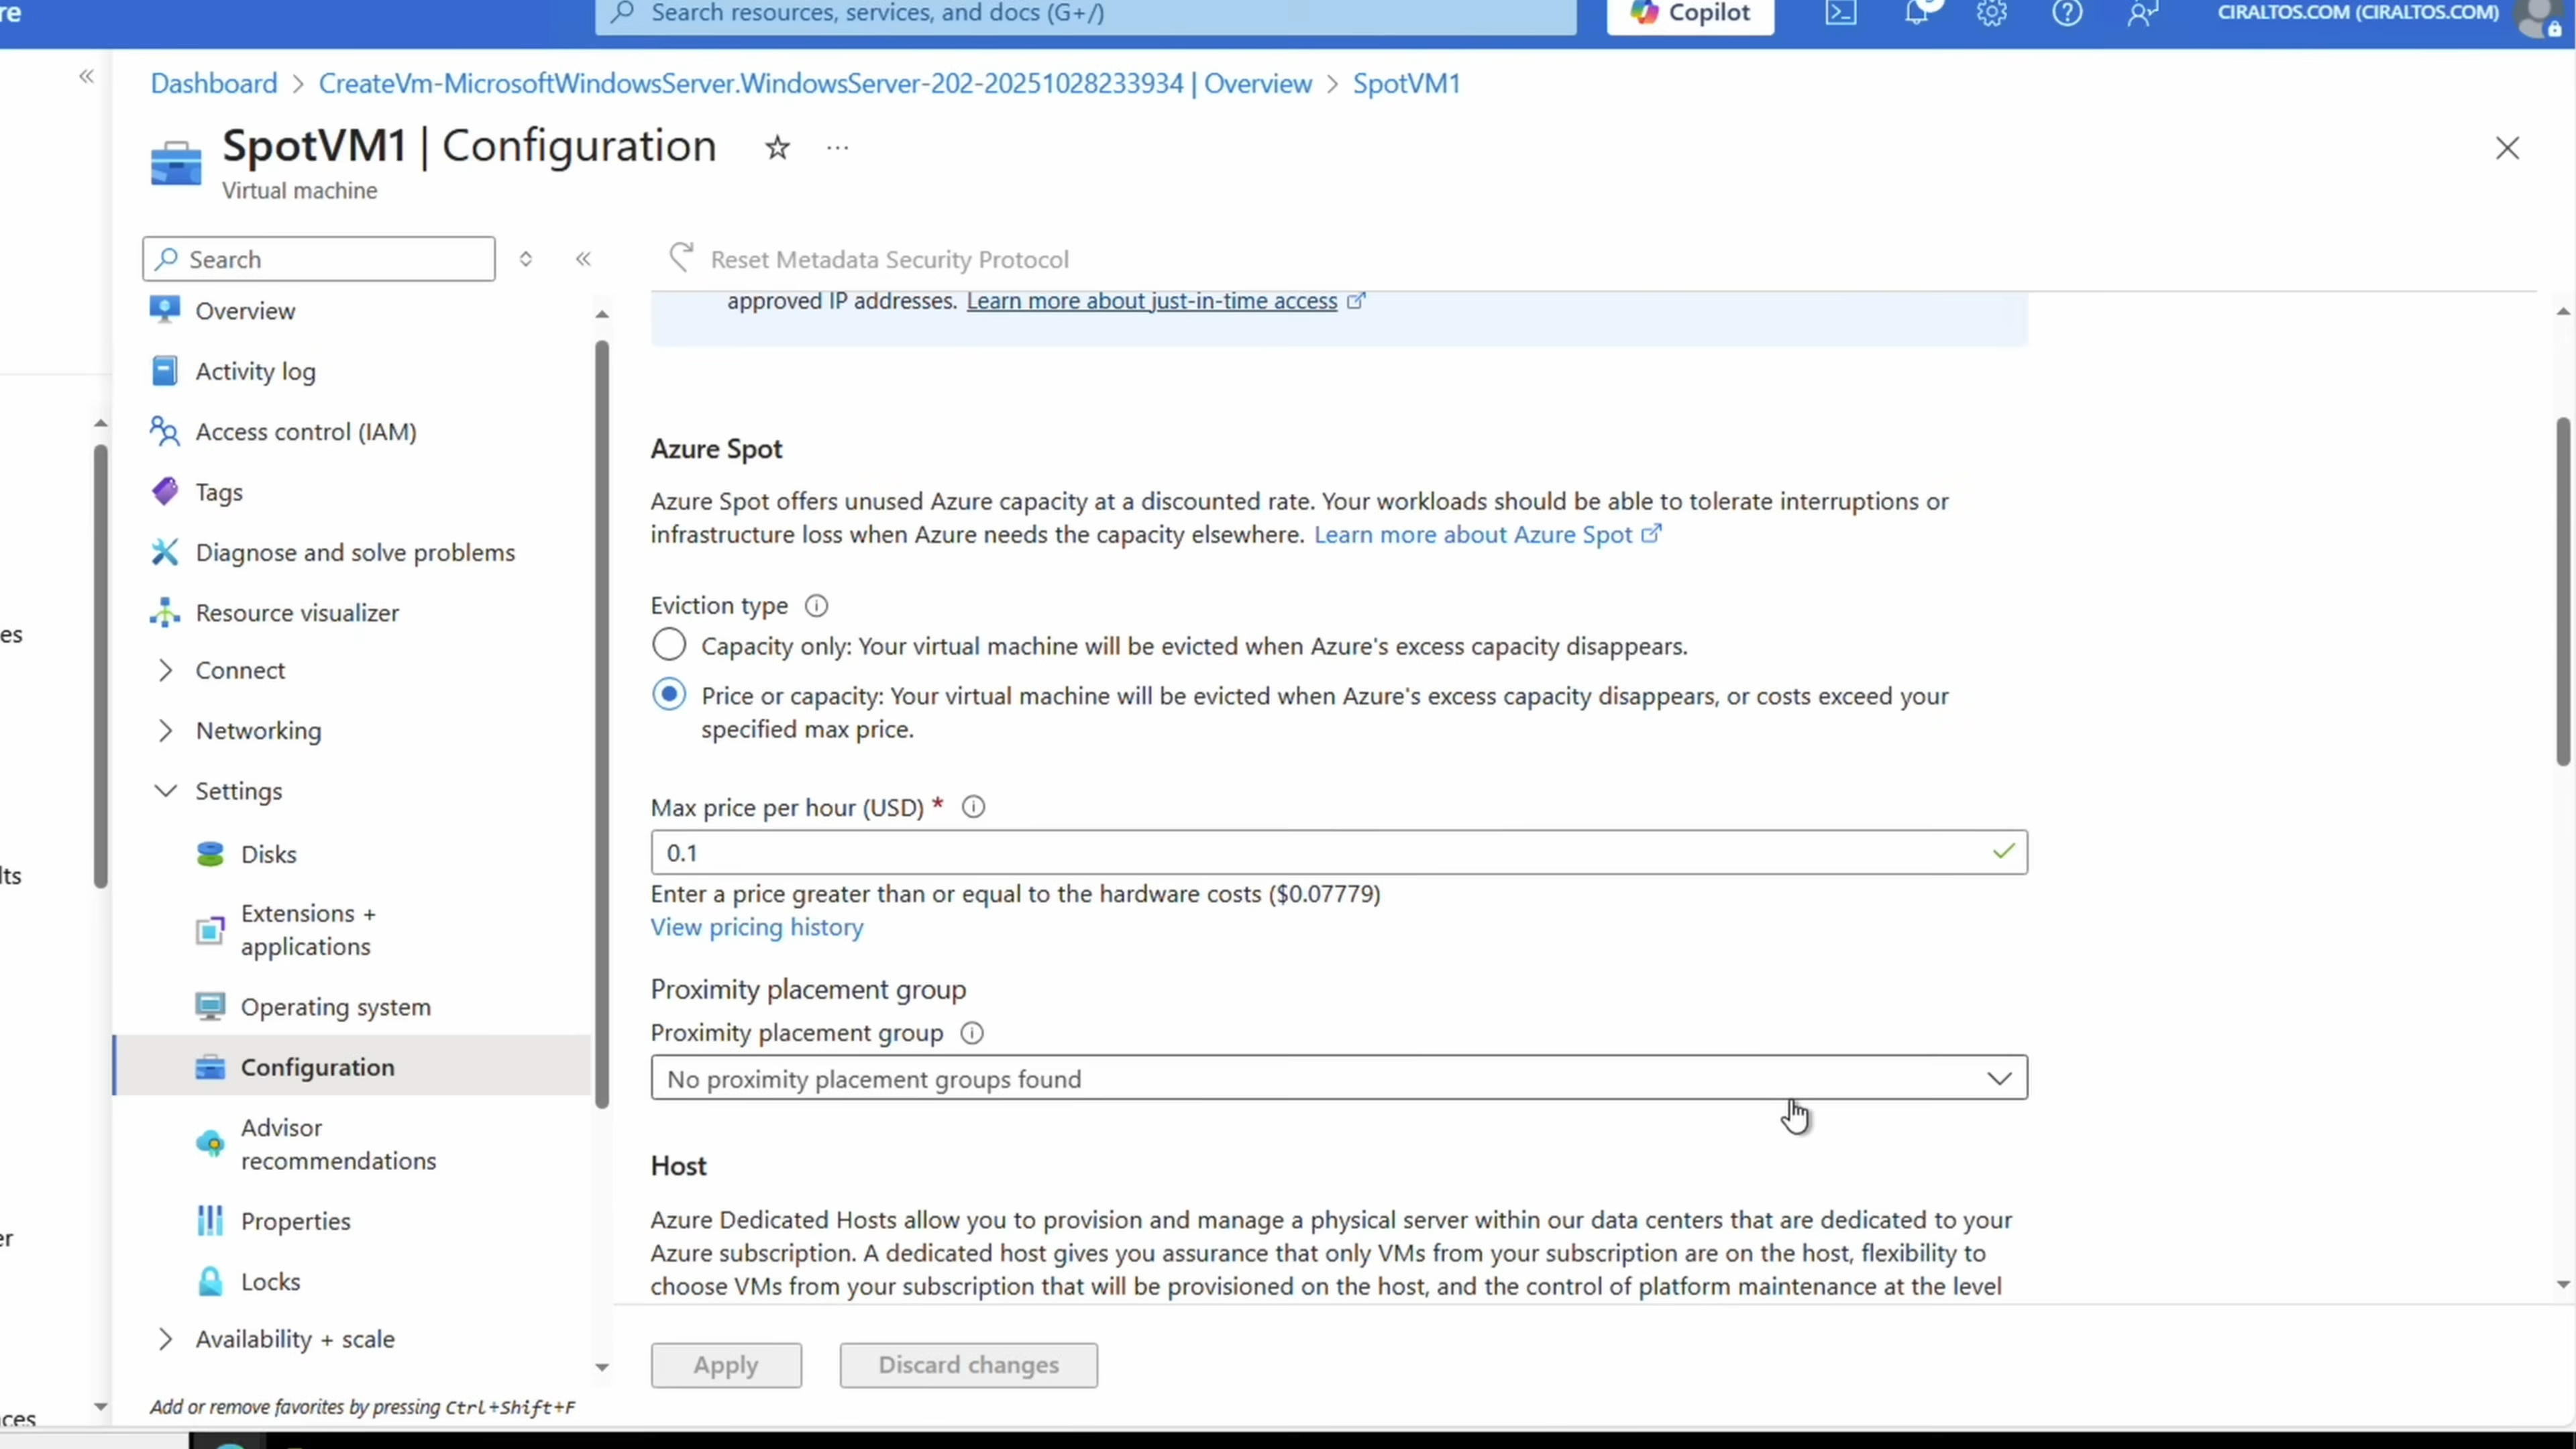 re
Search resources, services, and docs (G+/)
Copilot
CIRALTOS.COM (CIRALTOS.COM)
Dashboard > CreateVm-MicrosoftWindowsServer.WindowsServer-202-20251028233934 | Overview > SpotVM1
SpotVM1 | Configuration
Virtual machine
Search
Reset Metadata Security Protocol
Overview
Activity log
Access control (IAM)
Tags
Diagnose and solve problems
Resource visualizer
Connect
Networking
Settings
Disks
Extensions +
applications
Operating system
Configuration
Advisor
recommendations
Properties
Locks
Availability + scale
Add or remove favorites by pressing Ctrl+Shift+F
es
lts
er
ces
approved IP addresses. Learn more about just-in-time access
Azure Spot
Azure Spot offers unused Azure capacity at a discounted rate. Your workloads should be able to tolerate interruptions or
infrastructure loss when Azure needs the capacity elsewhere. Learn more about Azure Spot
Eviction type
Capacity only: Your virtual machine will be evicted when Azure's excess capacity disappears.
Price or capacity: Your virtual machine will be evicted when Azure's excess capacity disappears, or costs exceed your
specified max price.
Max price per hour (USD) *
0.1
Enter a price greater than or equal to the hardware costs ($0.07779)
View pricing history
Proximity placement group
Proximity placement group
No proximity placement groups found
Host
Azure Dedicated Hosts allow you to provision and manage a physical server within our data centers that are dedicated to your
Azure subscription. A dedicated host gives you assurance that only VMs from your subscription are on the host, flexibility to
choose VMs from your subscription that will be provisioned on the host, and the control of platform maintenance at the level
Apply
Discard changes